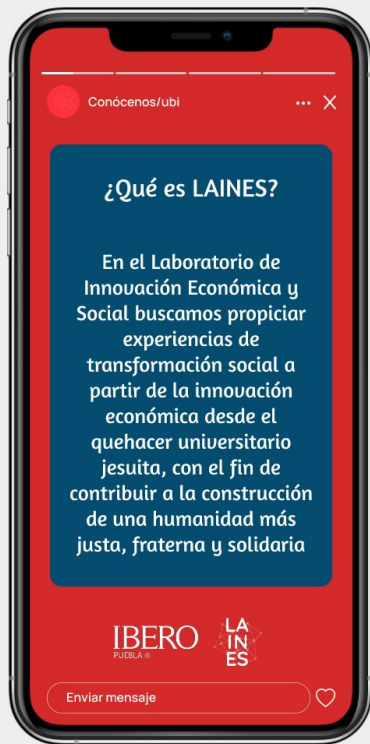 Conócenos/ubi
¿Qué es LAINES?
En el Laboratorio de
Innovación Económica y
Social buscamos propiciar
experiencias de
transformación social a
partir de la innovación
económica desde el
quehacer universitario
jesuita, con el fin de
contribuir a la construcción
de una humanidad más
justa, fraterna y solidaria
IBERO
PUEBLA
LA
IN
ES
Enviar mensaje